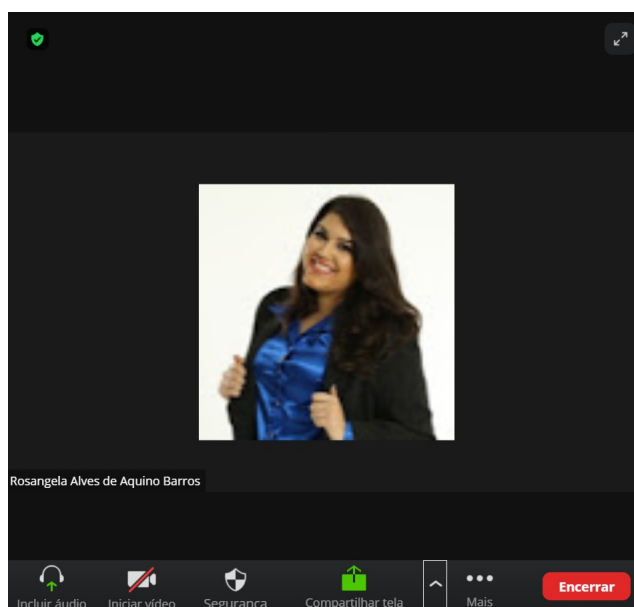 Rosangela Alves de Aquino Barros
Incluir áudio
Iniciar vídeo
Segurança
Compartilhar tela
Mais
Encerrar